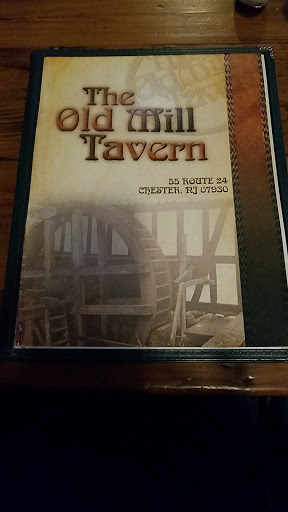 The
Old Mill
Tavern
55 ROUTE 24
CHESTER, NJ 07930